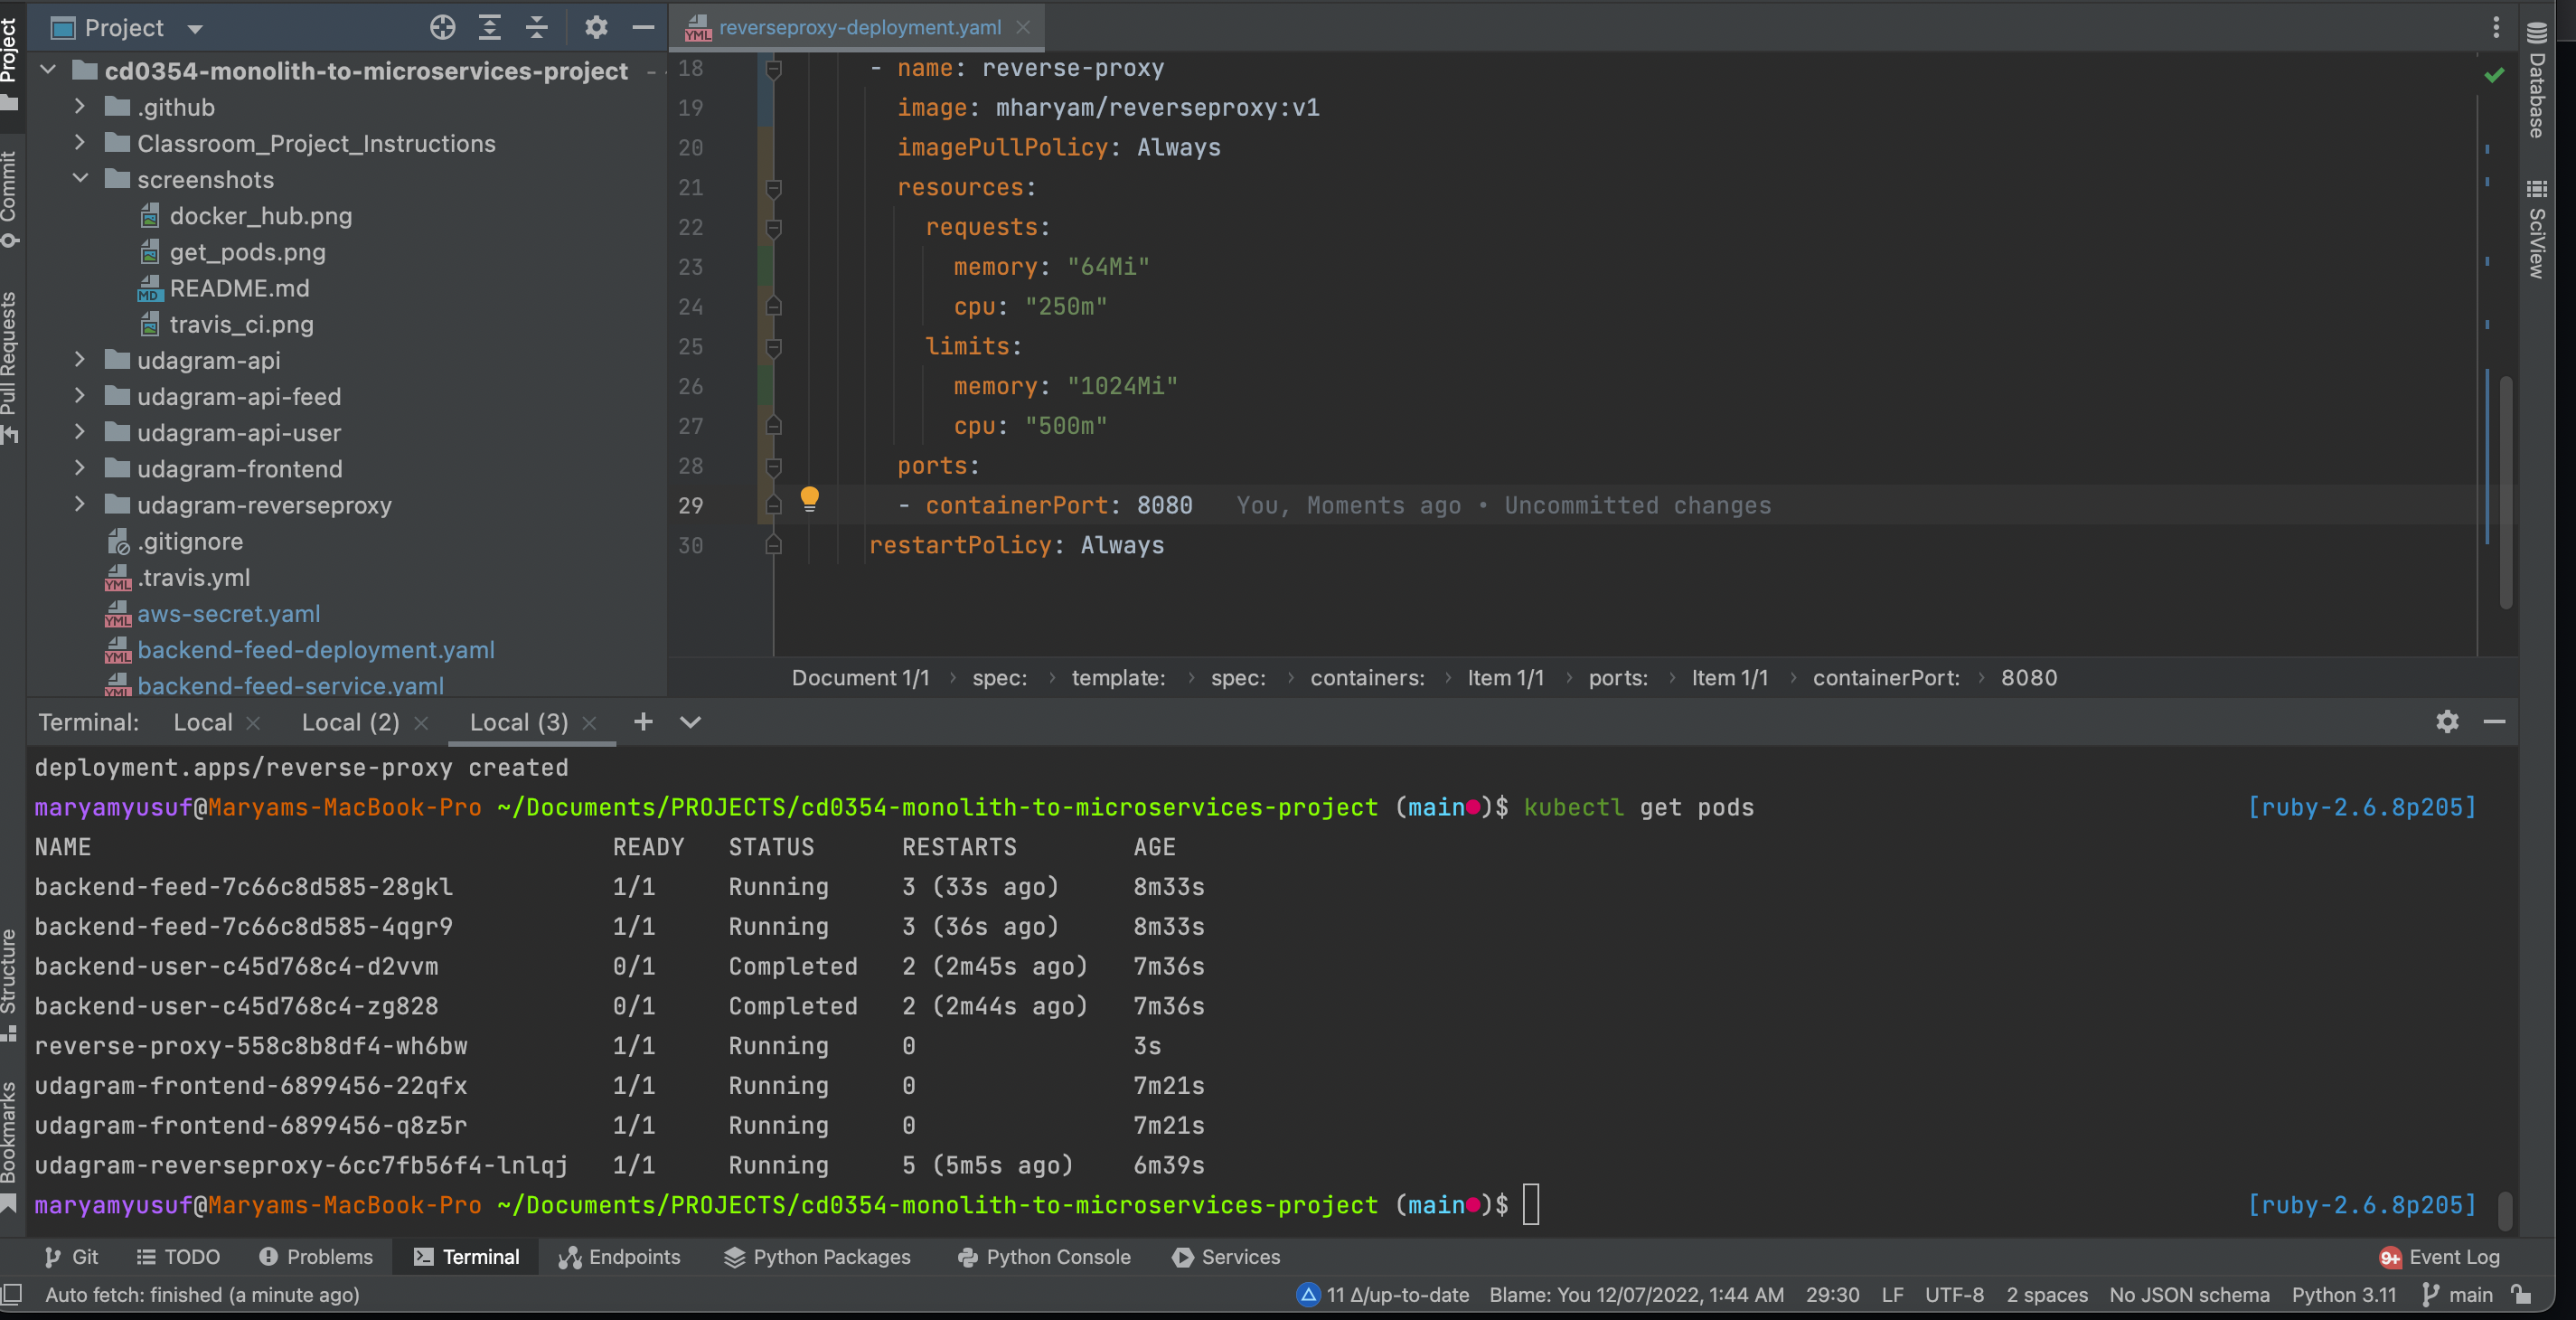 Project
reverseproxy-deployment.yaml
cd0354-monolith-to-microservices-project
.github
Classroom_Project_Instructions
screenshots
docker_hub.png
get_pods.png
README.md
travis_ci.png
udagram-api
udagram-api-feed
udagram-api-user
udagram-frontend
udagram-reverseproxy
.gitignore
.travis.yml
aws-secret.yaml
backend-feed-deployment.yaml
backend-feed-service.yaml
Project
Commit
Pull Requests
Structure
Bookmarks
18 - name: reverse-proxy
19 image: mharyam/reverseproxy:v1
20 imagePullPolicy: Always
21 resources:
22 requests:
23 memory: "64Mi"
24 cpu: "250m"
25 limits:
26 memory: "1024Mi"
27 cpu: "500m"
28 ports:
29 - containerPort: 8080 You, Moments ago • Uncommitted changes
30 restartPolicy: Always
Document 1/1 › spec: › template: › spec: › containers: › Item 1/1 › ports: › Item 1/1 › containerPort: › 8080
Database
SciView
Terminal: Local Local (2) Local (3)
deployment.apps/reverse-proxy created
maryamyusuf@Maryams-MacBook-Pro ~/Documents/PROJECTS/cd0354-monolith-to-microservices-project (main●)$ kubectl get pods [ruby-2.6.8p205]
NAME READY STATUS RESTARTS AGE
backend-feed-7c66c8d585-28gkl 1/1 Running 3 (33s ago) 8m33s
backend-feed-7c66c8d585-4qgr9 1/1 Running 3 (36s ago) 8m33s
backend-user-c45d768c4-d2vvm 0/1 Completed 2 (2m45s ago) 7m36s
backend-user-c45d768c4-zg828 0/1 Completed 2 (2m44s ago) 7m36s
reverse-proxy-558c8b8df4-wh6bw 1/1 Running 0 3s
udagram-frontend-6899456-22qfx 1/1 Running 0 7m21s
udagram-frontend-6899456-q8z5r 1/1 Running 0 7m21s
udagram-reverseproxy-6cc7fb56f4-lnlqj 1/1 Running 5 (5m5s ago) 6m39s
maryamyusuf@Maryams-MacBook-Pro ~/Documents/PROJECTS/cd0354-monolith-to-microservices-project (main●)$ [ruby-2.6.8p205]
Git TODO Problems Terminal Endpoints Python Packages Python Console Services 9+ Event Log
Auto fetch: finished (a minute ago) 11 Δ/up-to-date Blame: You 12/07/2022, 1:44 AM 29:30 LF UTF-8 2 spaces No JSON schema Python 3.11 main